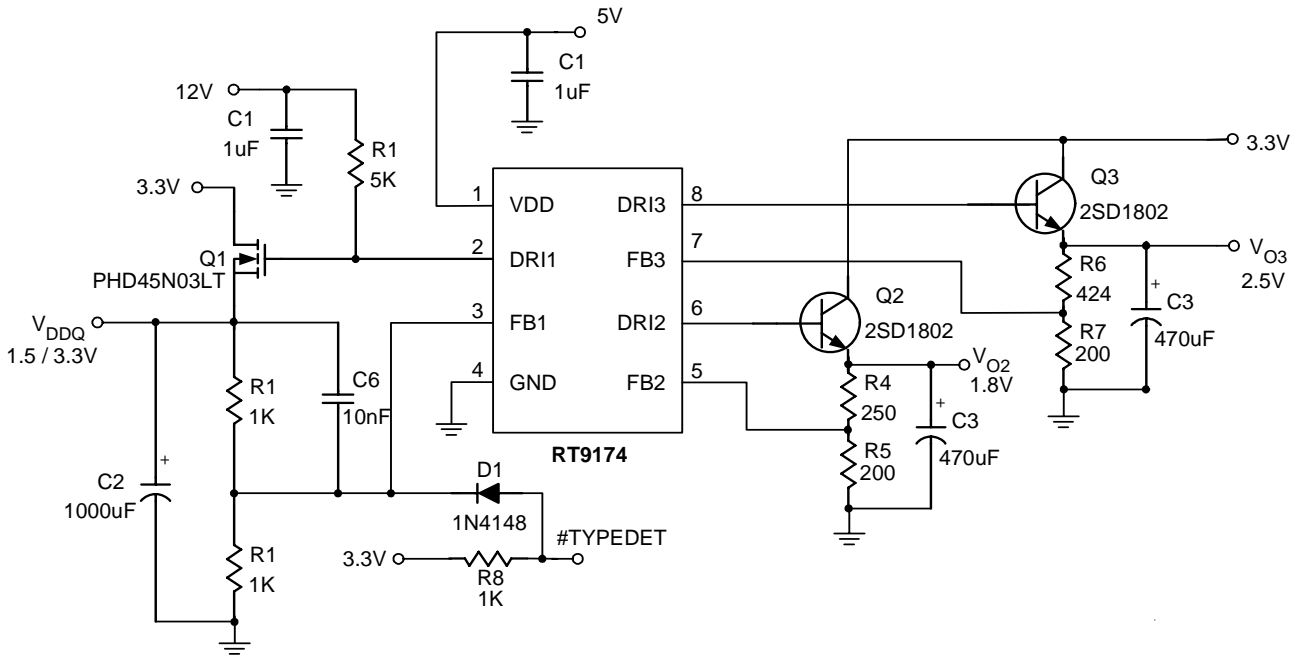 5V
C1
1uF
12V
C1
1uF
R1
5K
3.3V
Q1
PHD45N03LT
VDDQ
1.5 / 3.3V
R1
1K
C6
10nF
C2
1000uF
R1
1K
1
VDD
2
DRI1
3
FB1
4
GND
DRI3
8
FB3
7
DRI2
6
FB2
5
RT9174
D1
1N4148
#TYPEDET
3.3V
R8
1K
3.3V
Q3
2SD1802
VO3
2.5V
R6
424
R7
200
C3
470uF
Q2
2SD1802
VO2
1.8V
R4
250
R5
200
C3
470uF